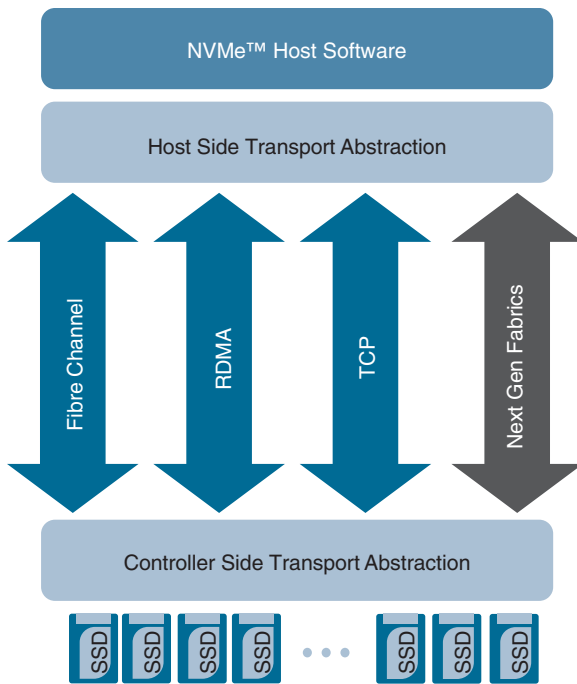 NVMe™ Host Software
Host Side Transport Abstraction
Fibre Channel
RDMA
TCP
Next Gen Fabrics
Controller Side Transport Abstraction
SSD
SSD
SSD
SSD
SSD
SSD
SSD